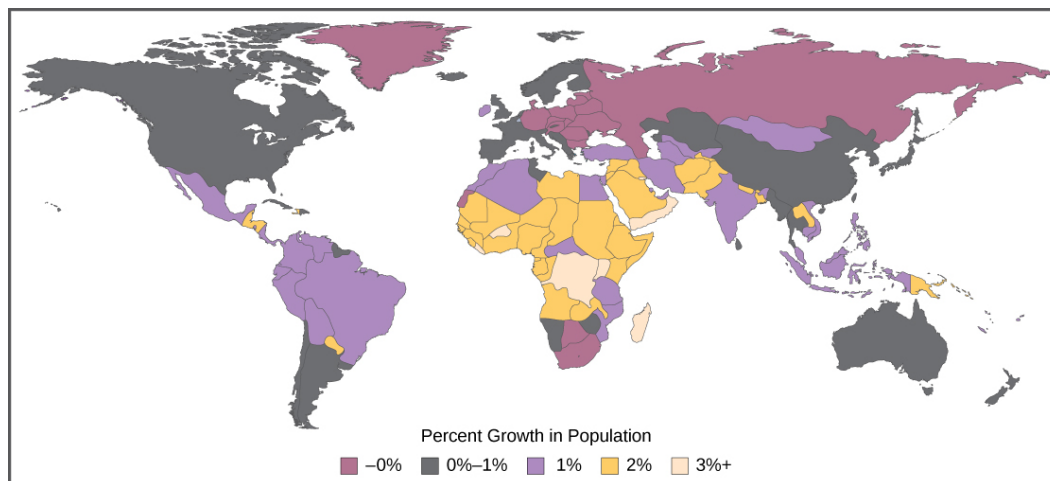 Percent Growth in Population
–0% 0%–1% 1% 2% 3%+